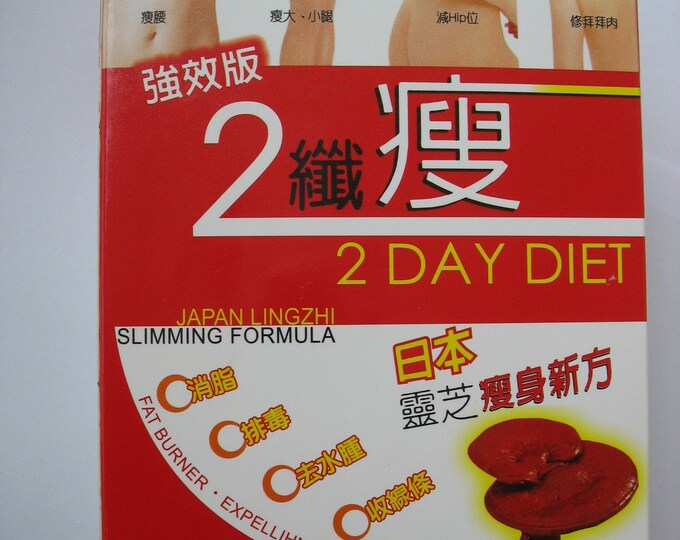 瘦腰 瘦大、小腿 減Hip位 修拜拜肉
強效版
2纖瘦
2 DAY DIET
JAPAN LINGZHI
SLIMMING FORMULA
日本
靈芝瘦身新方
消脂
排毒
去水腫
收線條
FAT BURNER・